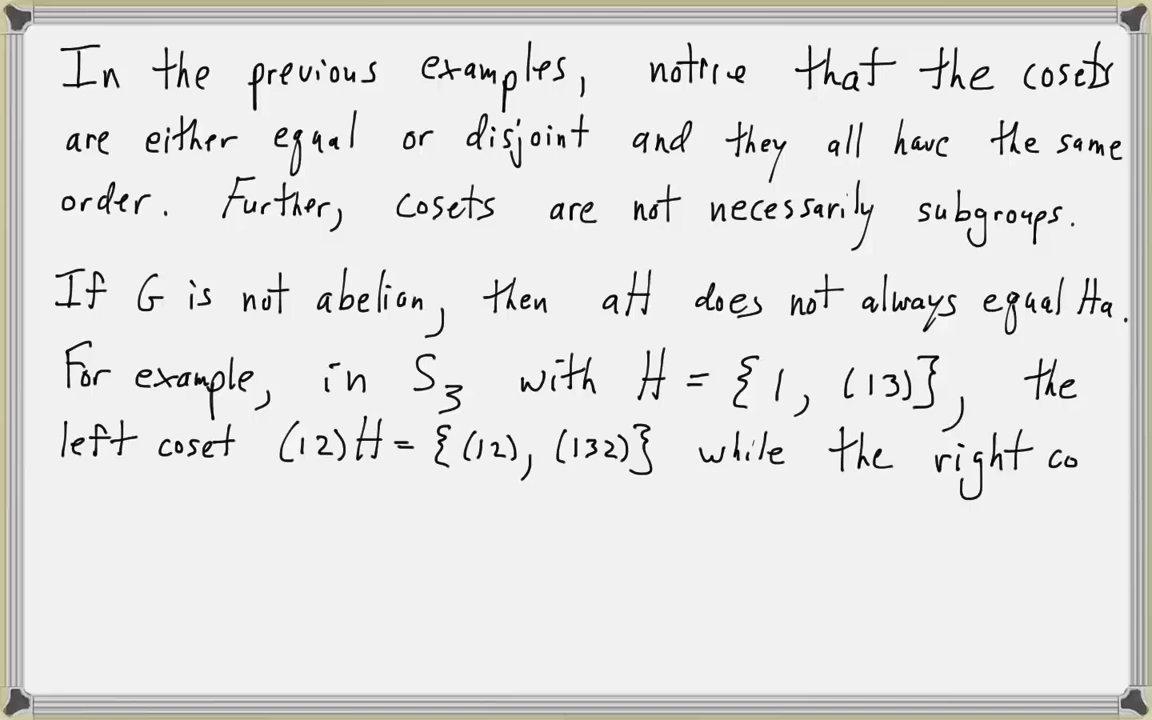 In the previous examples, notice that the cosets
are either equal or disjoint and they all have the same
order. Further, cosets are not necessarily subgroups.
If G is not abelian, then aH does not always equal Ha.
For example, in S₃ with H = {1, (13)}, the
left coset (12)H = {(12), (132)} while the right co